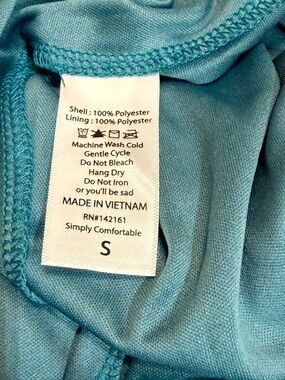 Shell : 100% Polyester
Lining : 100% Polyester
Machine Wash Cold
Gentle Cycle
Do Not Bleach
Hang Dry
Do Not Iron
or you'll be sad
MADE IN VIETNAM
RN#142161
Simply Comfortable
S